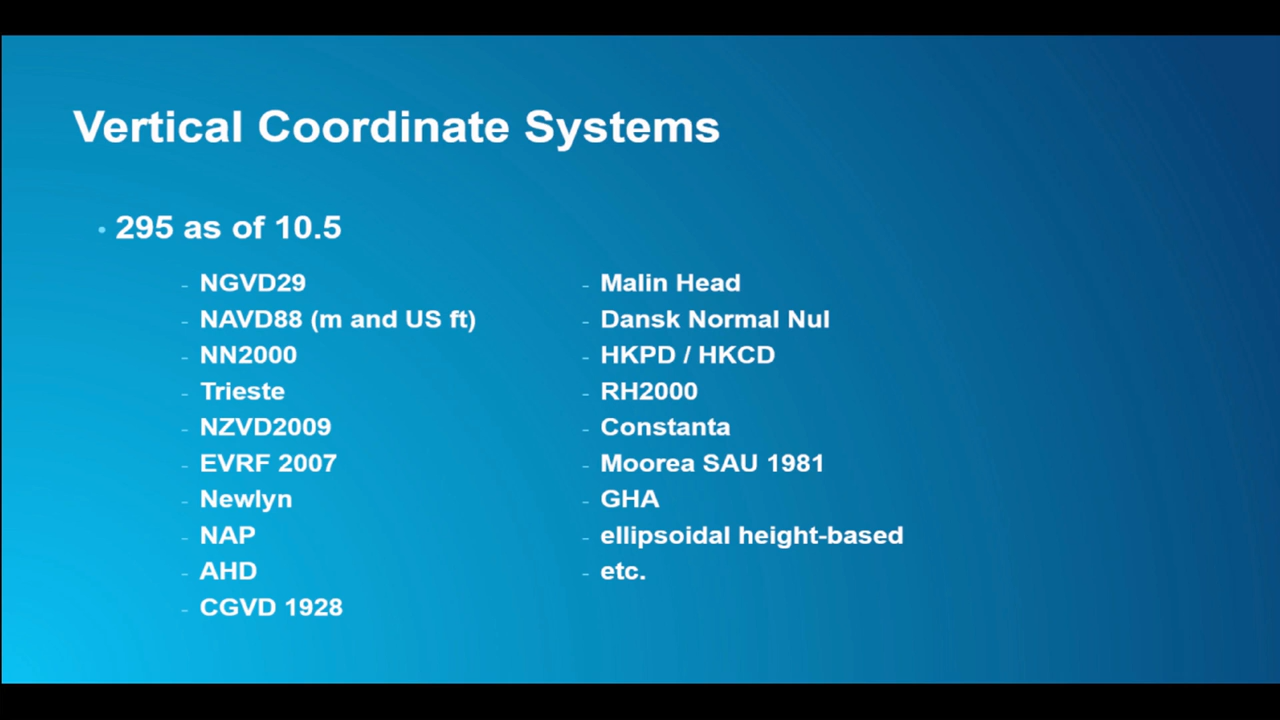 Vertical Coordinate Systems
• 295 as of 10.5
- NGVD29
- NAVD88 (m and US ft)
- NN2000
- Trieste
- NZVD2009
- EVRF 2007
- Newlyn
- NAP
- AHD
- CGVD 1928
- Malin Head
- Dansk Normal Nul
- HKPD / HKCD
- RH2000
- Constanta
- Moorea SAU 1981
- GHA
- ellipsoidal height-based
- etc.